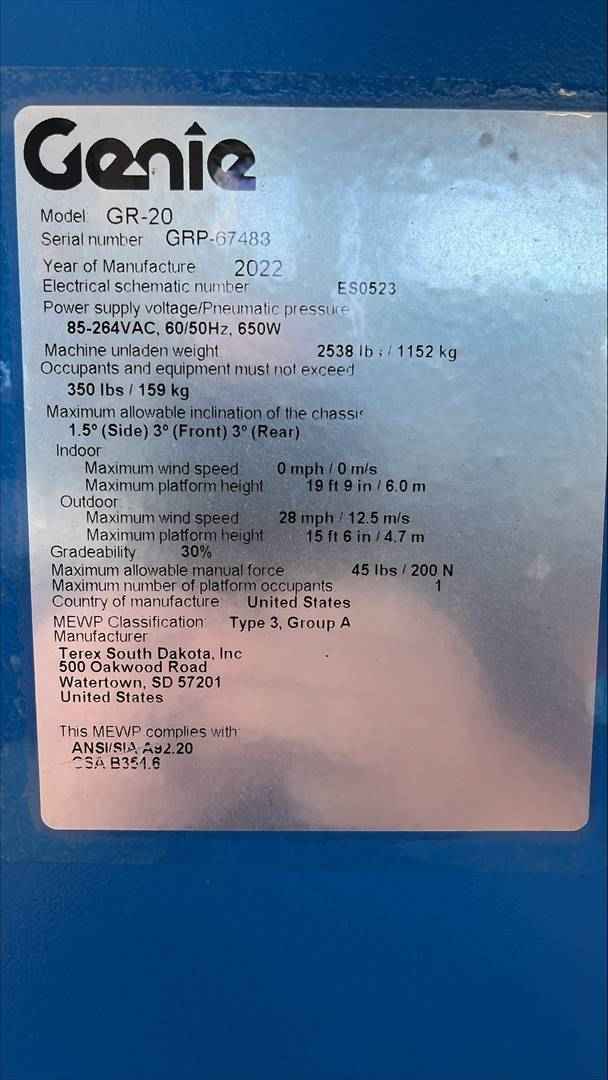 Genie
Model: GR-20
Serial number GRP-67483
Year of Manufacture 2022
Electrical schematic number ES0523
Power supply voltage/Pneumatic pressure
85-264VAC, 60/50Hz, 650W
Machine unladen weight 2538 lbs / 1152 kg
Occupants and equipment must not exceed
350 lbs / 159 kg
Maximum allowable inclination of the chassis
1.5º (Side) 3º (Front) 3º (Rear)
Indoor
Maximum wind speed 0 mph / 0 m/s
Maximum platform height 19 ft 9 in / 6.0 m
Outdoor
Maximum wind speed 28 mph / 12.5 m/s
Maximum platform height 15 ft 6 in / 4.7 m
Gradeability 30%
Maximum allowable manual force 45 lbs / 200 N
Maximum number of platform occupants 1
Country of manufacture United States
MEWP Classification: Type 3, Group A
Manufacturer
Terex South Dakota, Inc
500 Oakwood Road
Watertown, SD 57201
United States
This MEWP complies with:
ANSI/SIA A92.20
CSA B354.6